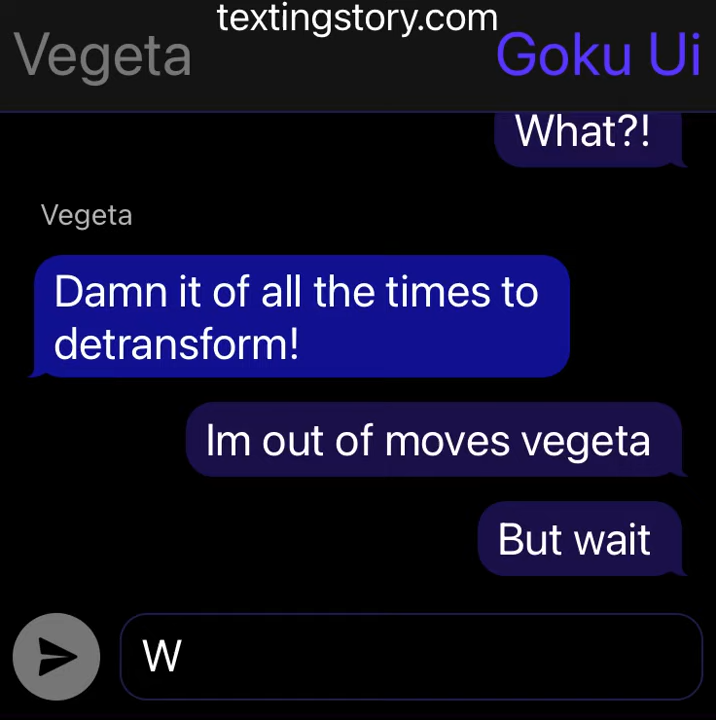 textingstory.com
Vegeta
Goku Ui
What?!
Vegeta
Damn it of all the times to
detransform!
Im out of moves vegeta
But wait
W